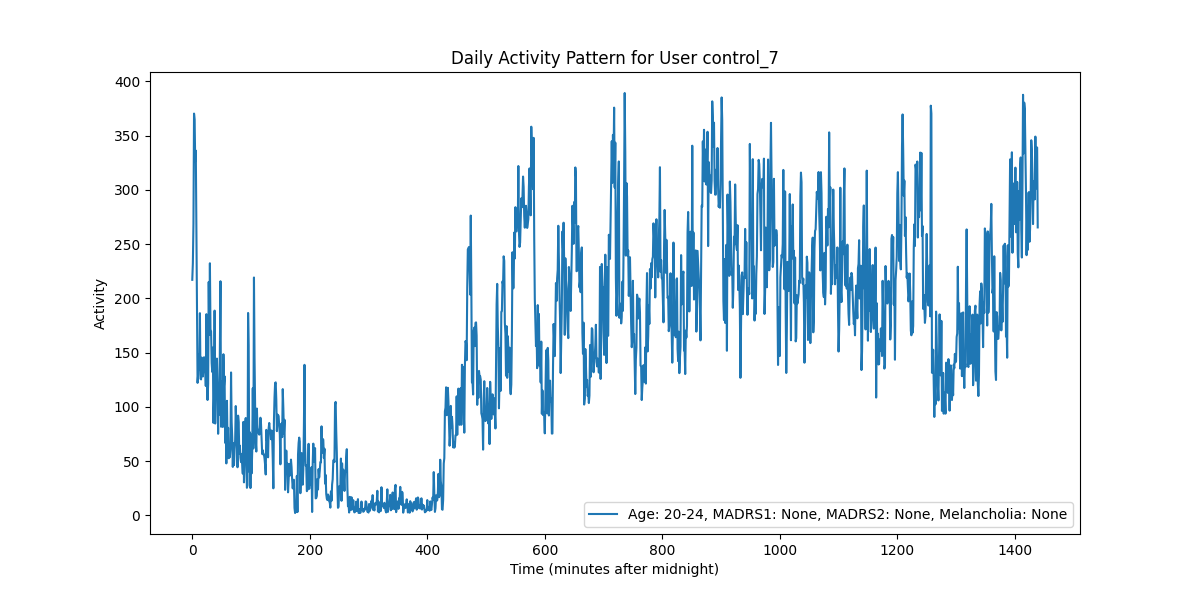 Daily Activity Pattern for User control_7
400
350
300
250
200
150
100
50
0
Activity
Age: 20-24, MADRS1: None, MADRS2: None, Melancholia: None
0 200 400 600 800 1000 1200 1400
Time (minutes after midnight)